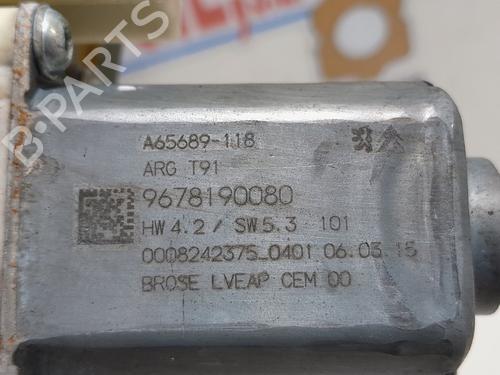 B-PARTS
A65689-118
ARG T91
9678190080
HW 4.2 / SW 5.3 101
0008242375_0401 06.03.15
BROSE LVEAP CEM 00